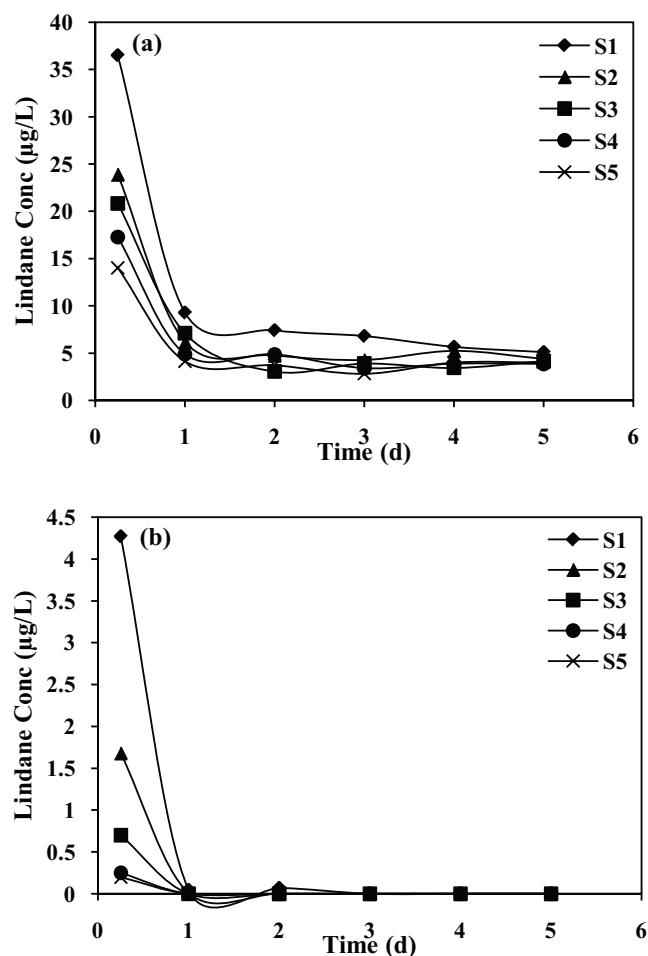 40
35
30
25
20
15
10
5
0
Lindane Conc (µg/L)
(a)
S1
S2
S3
S4
S5
0 1 2 3 4 5 6
Time (d)
4.5
4
3.5
3
2.5
2
1.5
1
0.5
0
Lindane Conc (µg/L)
(b)
S1
S2
S3
S4
S5
0 1 2 3 4 5 6
Time (d)